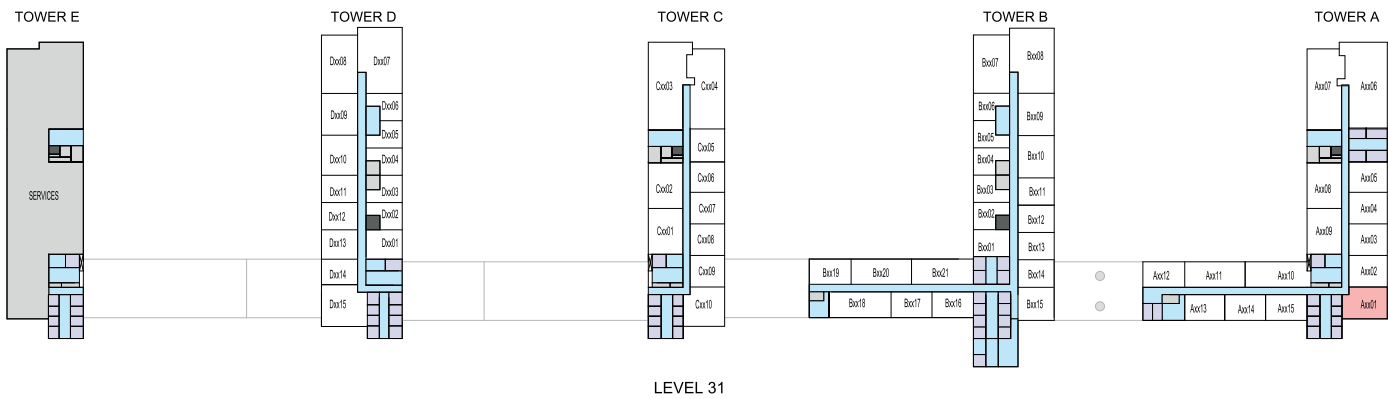 TOWER E TOWER D TOWER C TOWER B TOWER A
SERVICES
Dxx08 Dxx07
Dxx09 Dxx06
Dxx05
Dxx10 Dxx04
Dxx11 Dxx03
Dxx12 Dxx02
Dxx13 Dxx01
Dxx14
Dxx15
Cxx03 Cxx04
Cxx05
Cxx02 Cxx06
Cxx07
Cxx01 Cxx08
Cxx09
Cxx10
Bxx07 Bxx08
Bxx06 Bxx09
Bxx05
Bxx04 Bxx10
Bxx03 Bxx11
Bxx02 Bxx12
Bxx01 Bxx13
Bxx19 Bxx20 Bxx21 Bxx14
Bxx18 Bxx17 Bxx16 Bxx15
Axx07 Axx06
Axx08 Axx05
Axx04
Axx09 Axx03
Axx12 Axx11 Axx10 Axx02
Axx13 Axx14 Axx15 Axx01
LEVEL 31